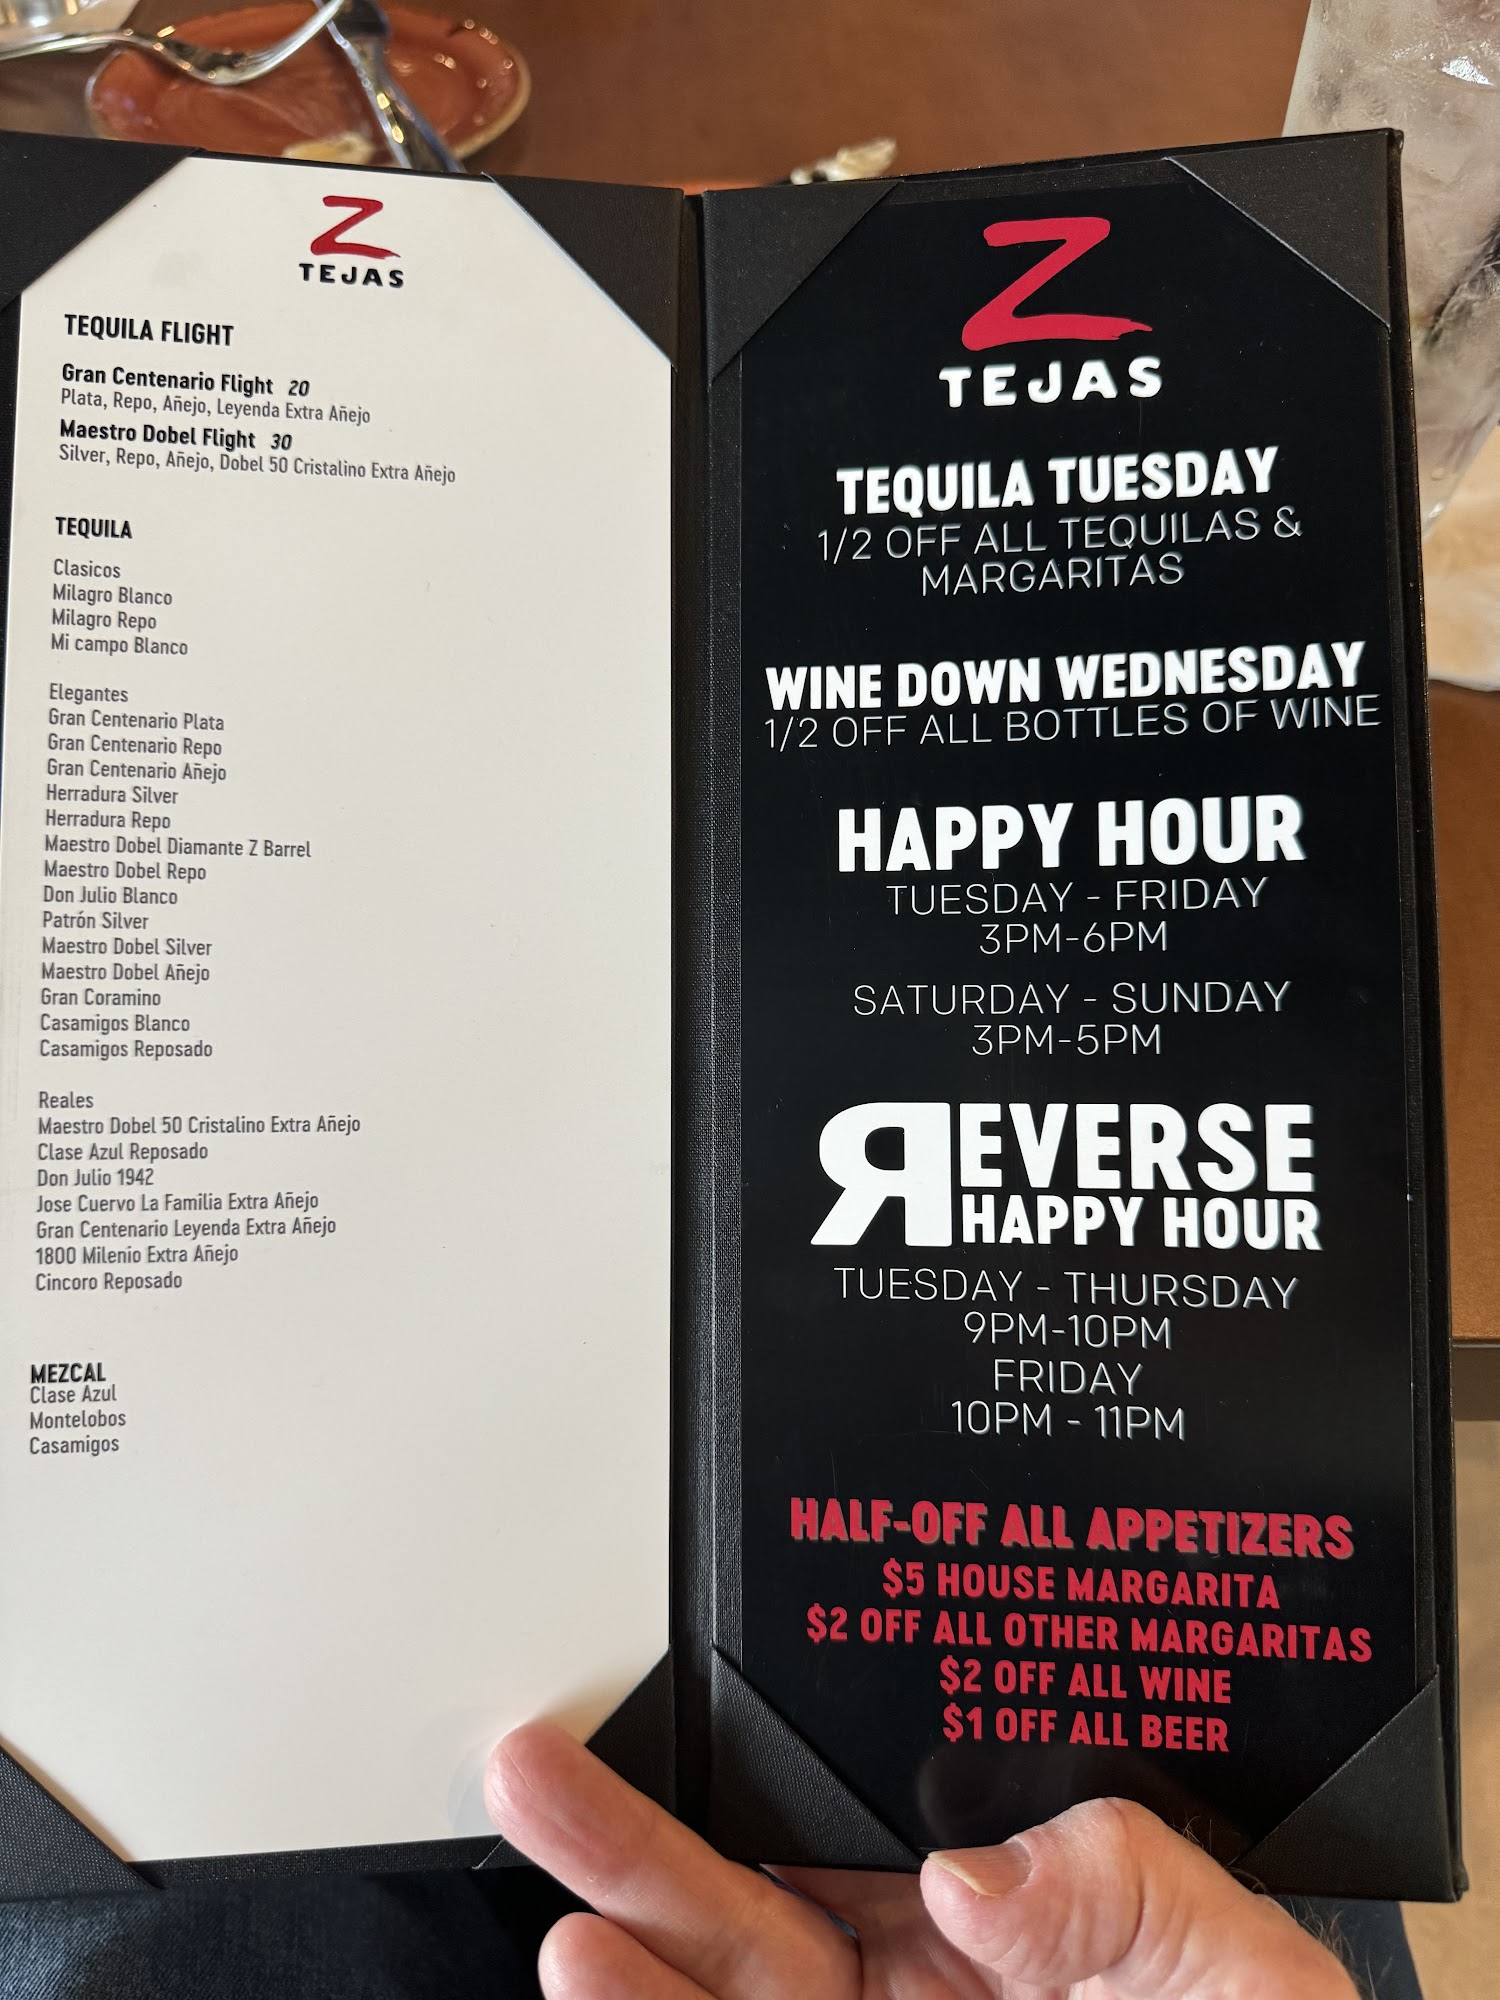 Z
TEJAS
TEQUILA FLIGHT
Gran Centenario Flight 20
Plata, Repo, Añejo, Leyenda Extra Añejo
Maestro Dobel Flight 30
Silver, Repo, Añejo, Dobel 50 Cristalino Extra Añejo
TEQUILA
Clasicos
Milagro Blanco
Milagro Repo
Mi campo Blanco
Elegantes
Gran Centenario Plata
Gran Centenario Repo
Gran Centenario Añejo
Herradura Silver
Herradura Repo
Maestro Dobel Diamante Z Barrel
Maestro Dobel Repo
Don Julio Blanco
Patrón Silver
Maestro Dobel Silver
Maestro Dobel Añejo
Gran Coramino
Casamigos Blanco
Casamigos Reposado
Reales
Maestro Dobel 50 Cristalino Extra Añejo
Clase Azul Reposado
Don Julio 1942
Jose Cuervo La Familia Extra Añejo
Gran Centenario Leyenda Extra Añejo
1800 Milenio Extra Añejo
Cincoro Reposado
MEZCAL
Clase Azul
Montelobos
Casamigos
Z
TEJAS
TEQUILA TUESDAY
1/2 OFF ALL TEQUILAS &
MARGARITAS
WINE DOWN WEDNESDAY
1/2 OFF ALL BOTTLES OF WINE
HAPPY HOUR
TUESDAY - FRIDAY
3PM-6PM
SATURDAY - SUNDAY
3PM-5PM
REVERSE
HAPPY HOUR
TUESDAY - THURSDAY
9PM-10PM
FRIDAY
10PM - 11PM
HALF-OFF ALL APPETIZERS
$5 HOUSE MARGARITA
$2 OFF ALL OTHER MARGARITAS
$2 OFF ALL WINE
$1 OFF ALL BEER